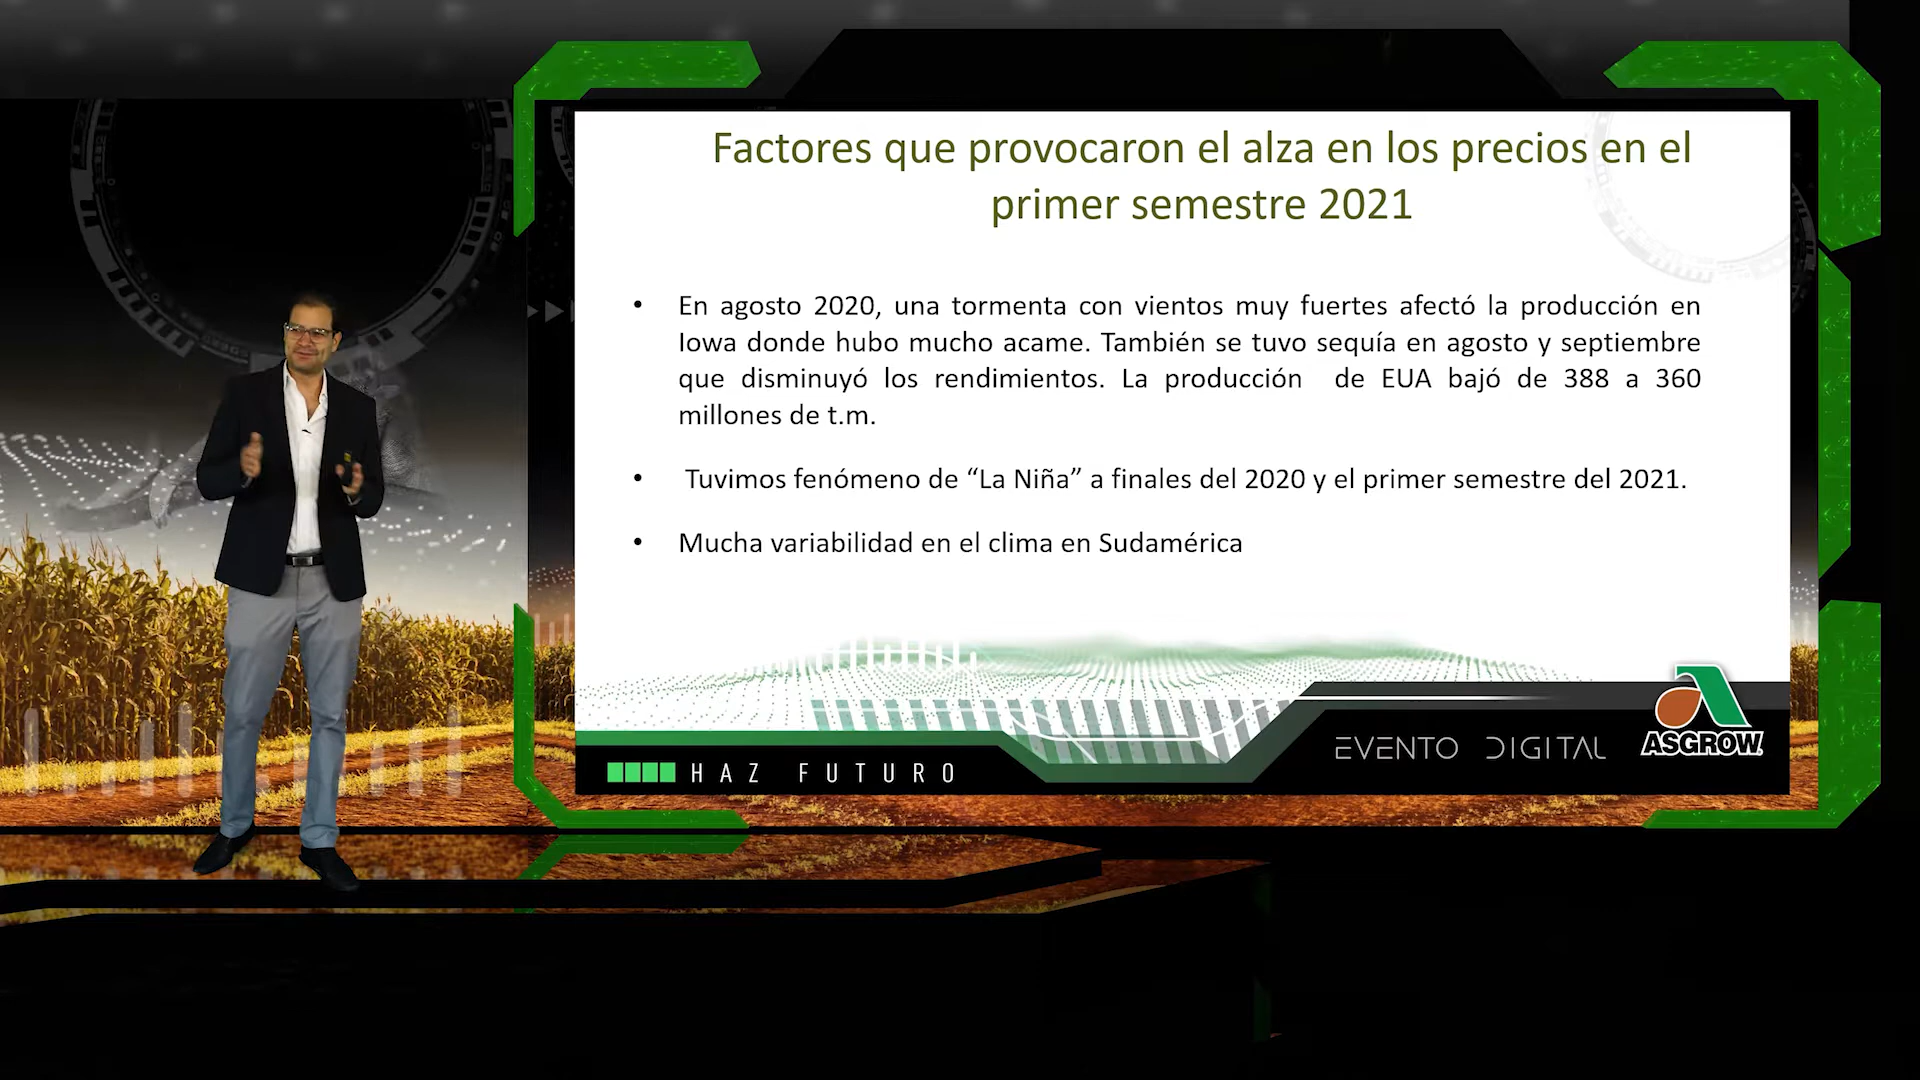 Factores que provocaron el alza en los precios en el
primer semestre 2021
• En agosto 2020, una tormenta con vientos muy fuertes afectó la producción en
Iowa donde hubo mucho acame. También se tuvo sequía en agosto y septiembre
que disminuyó los rendimientos. La producción de EUA bajó de 388 a 360
millones de t.m.
• Tuvimos fenómeno de “La Niña” a finales del 2020 y el primer semestre del 2021.
• Mucha variabilidad en el clima en Sudamérica
HAZ FUTURO
EVENTO DIGITAL
ASGROW